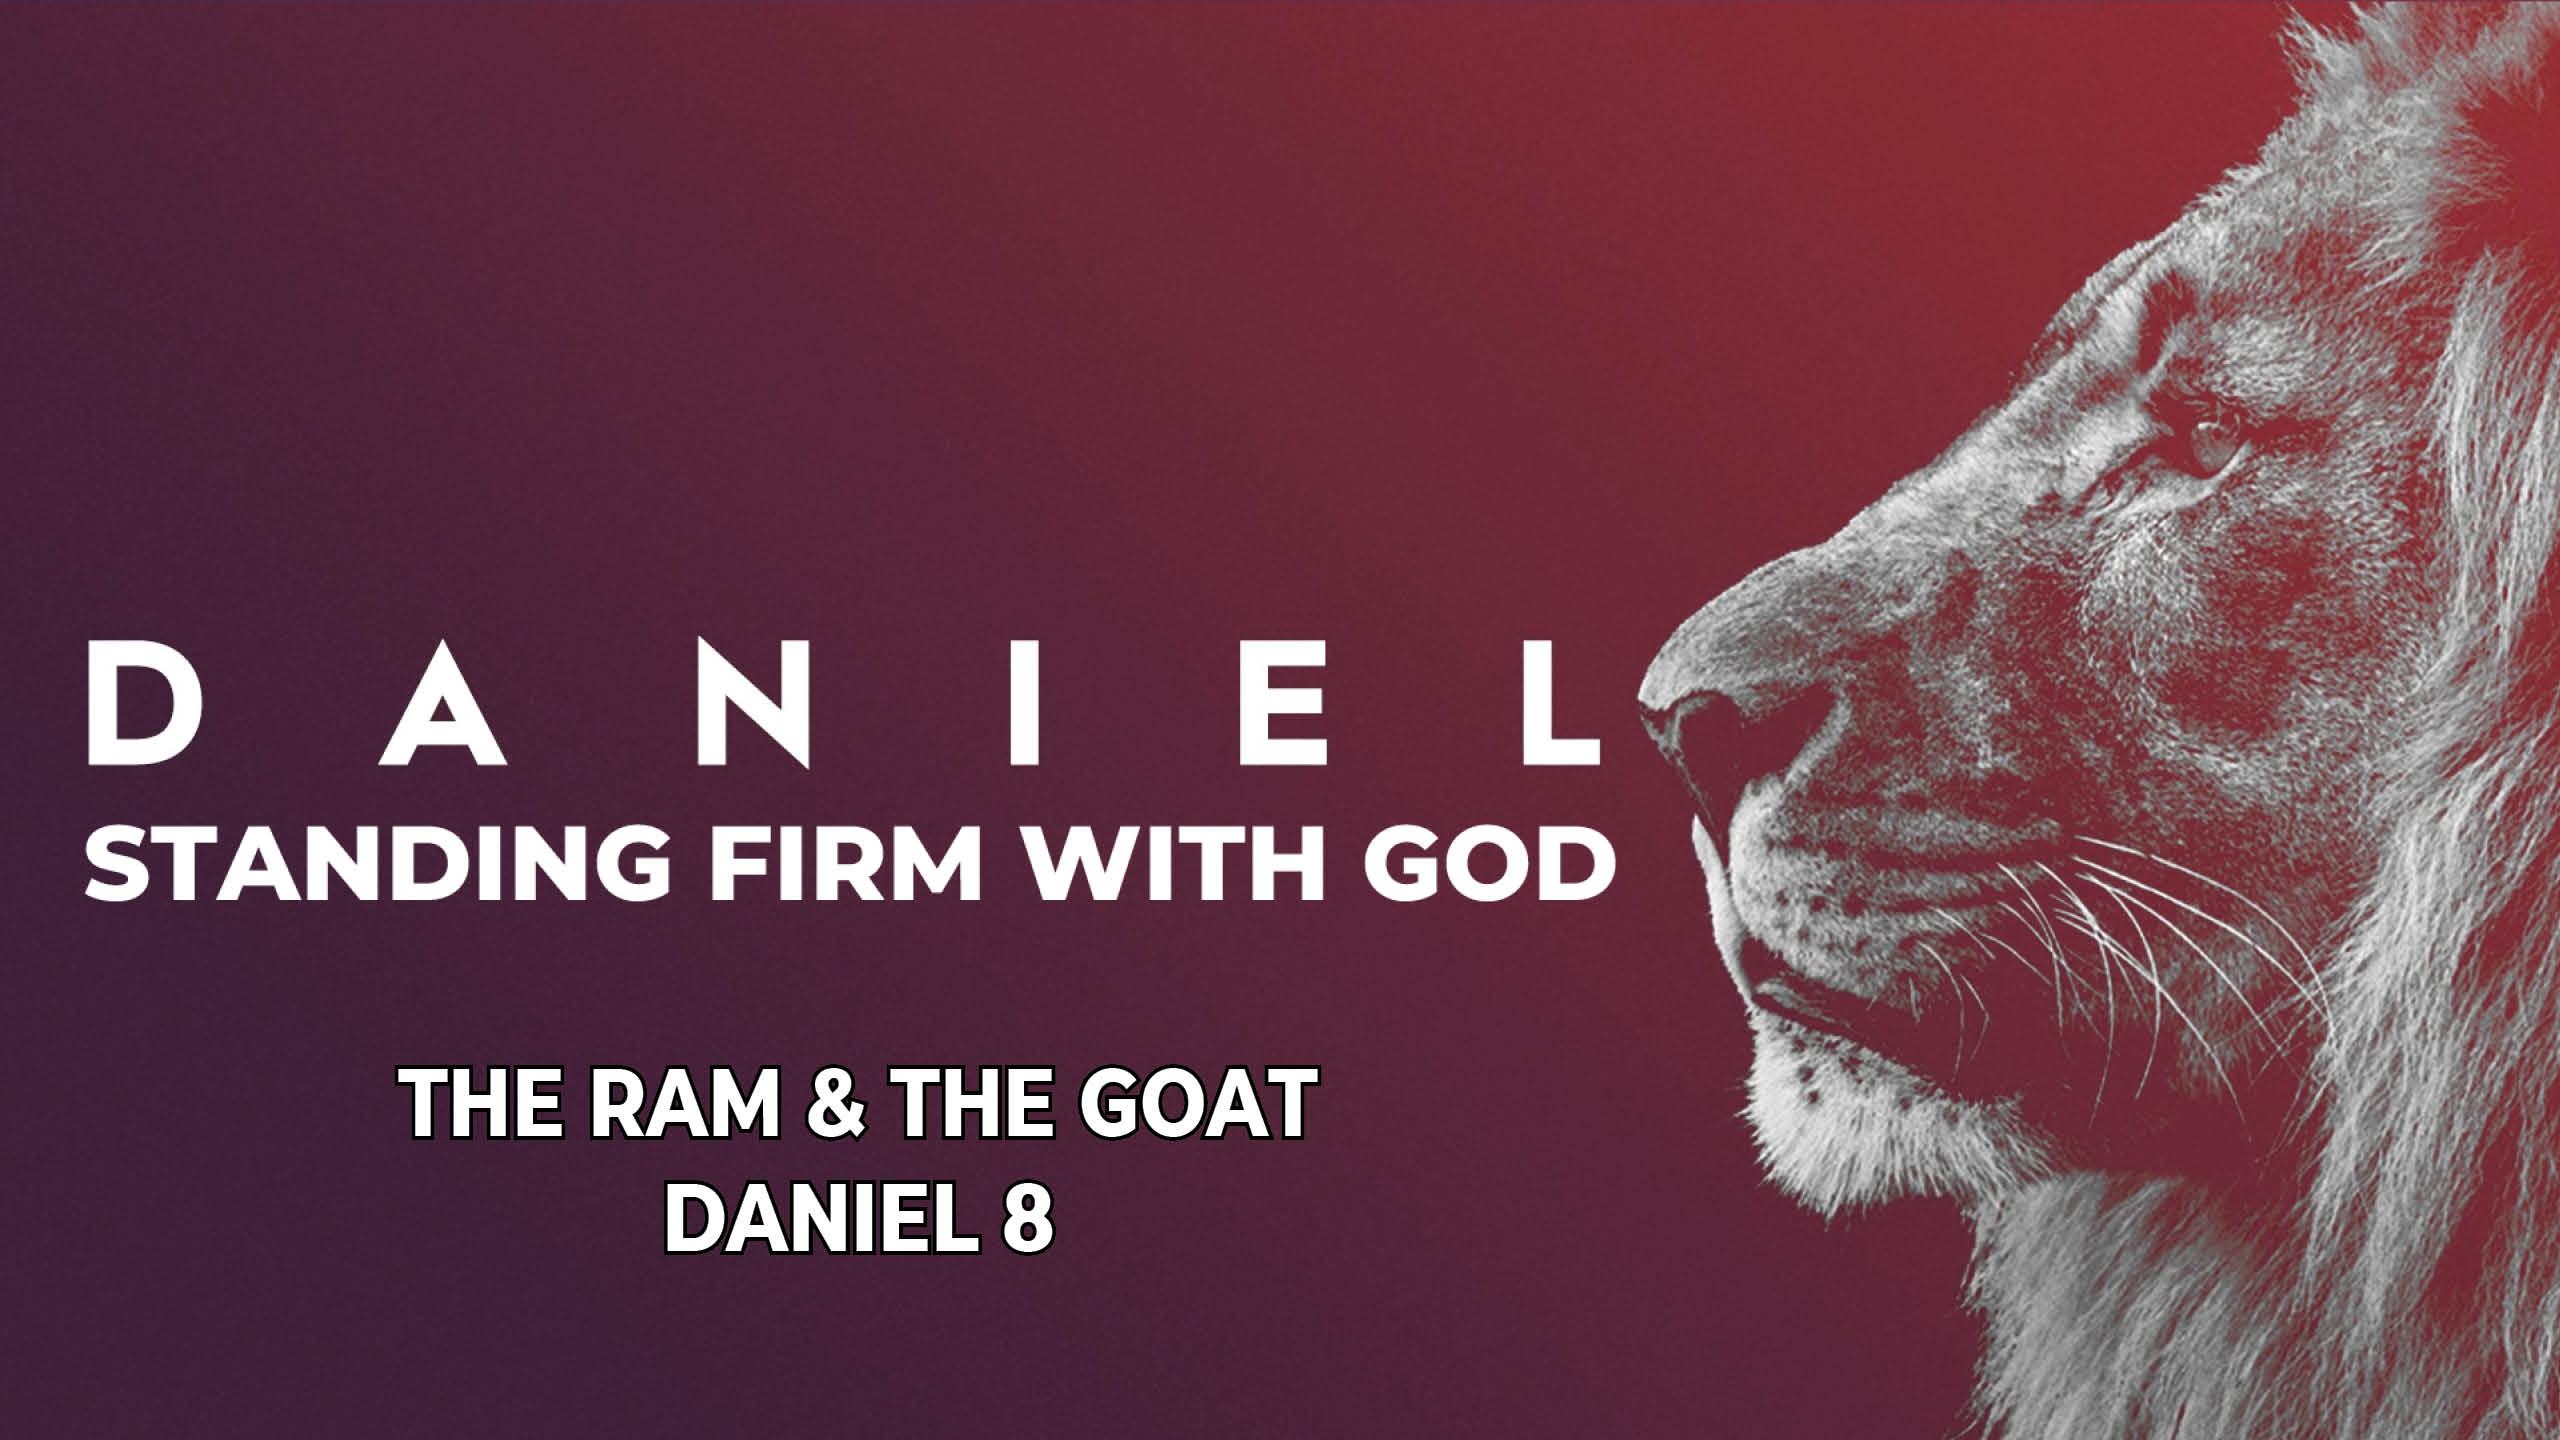 DANIEL
STANDING FIRM WITH GOD
THE RAM & THE GOAT
DANIEL 8